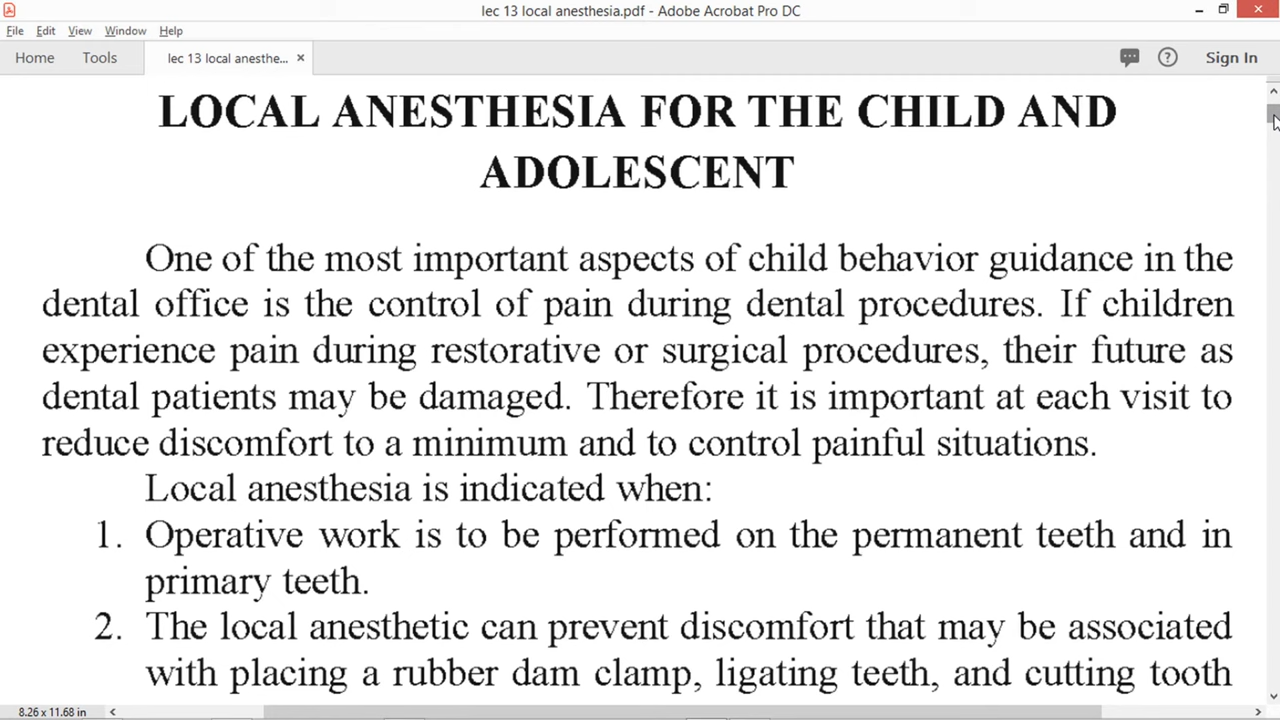 lec 13 local anesthesia.pdf - Adobe Acrobat Pro DC
File Edit View Window Help
Home Tools lec 13 local anesthe... × Sign In
LOCAL ANESTHESIA FOR THE CHILD AND
ADOLESCENT
One of the most important aspects of child behavior guidance in the
dental office is the control of pain during dental procedures. If children
experience pain during restorative or surgical procedures, their future as
dental patients may be damaged. Therefore it is important at each visit to
reduce discomfort to a minimum and to control painful situations.
Local anesthesia is indicated when:
1. Operative work is to be performed on the permanent teeth and in
primary teeth.
2. The local anesthetic can prevent discomfort that may be associated
with placing a rubber dam clamp, ligating teeth, and cutting tooth
8.26 x 11.68 in